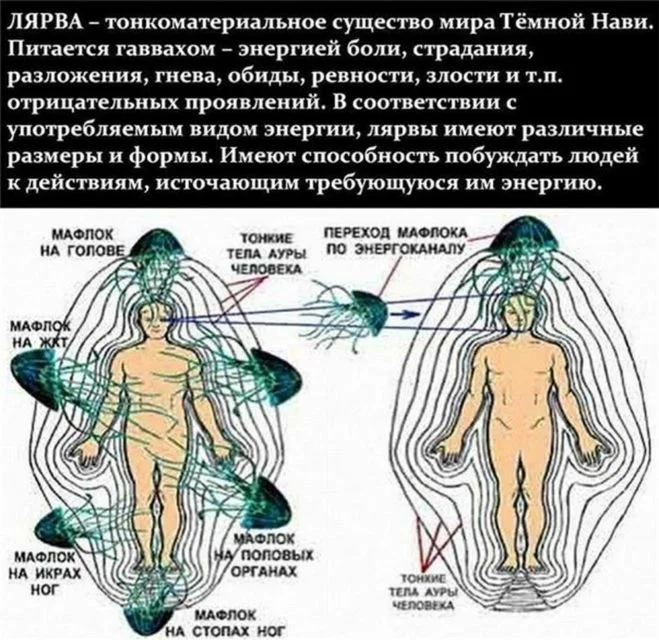 ЛЯРВА – тонкоматериальное существо мира Тёмной Нави.
Питается гаввахом – энергией боли, страдания,
разложения, гнева, обиды, ревности, злости и т.п.
отрицательных проявлений. В соответствии с
употребляемым видом энергии, лярвы имеют различные
размеры и формы. Имеют способность побуждать людей
к действиям, источающим требующуюся им энергию.
МАФЛОК
НА ГОЛОВЕ
ТОНКИЕ
ТЕЛА АУРЫ
ЧЕЛОВЕКА
ПЕРЕХОД МАФЛОКА
ПО ЭНЕРГОКАНАЛУ
МАФЛОК
НА ЖКТ
МАФЛОК
НА ИКРАХ
НОГ
МАФЛОК
НА ПОЛОВЫХ
ОРГАНАХ
МАФЛОК
НА СТОПАХ НОГ
ТОНКИЕ
ТЕЛА АУРЫ
ЧЕЛОВЕКА